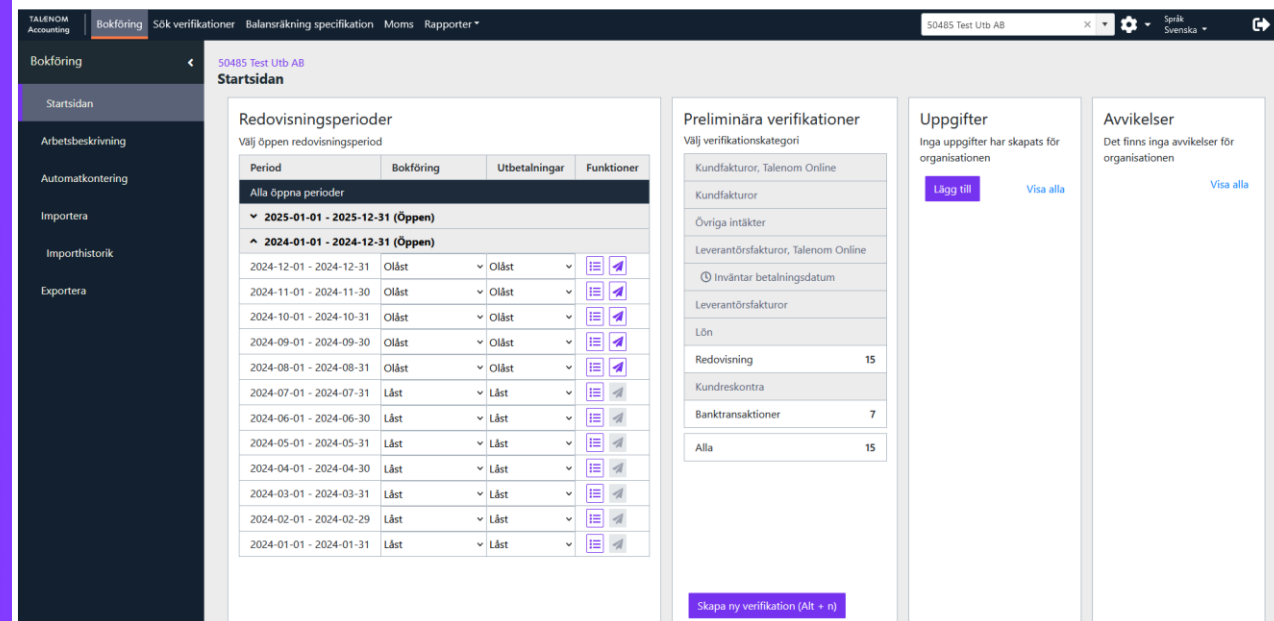 TALENOM
Accounting
Bokföring Sök verifikationer Balansräkning specifikation Moms Rapporter
50485 Test Utb AB
Språk
Svenska
Bokföring
Startsidan
Arbetsbeskrivning
Automatkontering
Importera
Importhistorik
Exportera
50485 Test Utb AB
Startsidan
Redovisningsperioder
Välj öppen redovisningsperiod
Period Bokföring Utbetalningar Funktioner
Alla öppna perioder
2025-01-01 - 2025-12-31 (Öppen)
2024-01-01 - 2024-12-31 (Öppen)
2024-12-01 - 2024-12-31 Olåst Olåst
2024-11-01 - 2024-11-30 Olåst Olåst
2024-10-01 - 2024-10-31 Olåst Olåst
2024-09-01 - 2024-09-30 Olåst Olåst
2024-08-01 - 2024-08-31 Olåst Olåst
2024-07-01 - 2024-07-31 Låst Låst
2024-06-01 - 2024-06-30 Låst Låst
2024-05-01 - 2024-05-31 Låst Låst
2024-04-01 - 2024-04-30 Låst Låst
2024-03-01 - 2024-03-31 Låst Låst
2024-02-01 - 2024-02-29 Låst Låst
2024-01-01 - 2024-01-31 Låst Låst
Preliminära verifikationer
Välj verifikationskategori
Kundfakturor, Talenom Online
Kundfakturor
Övriga intäkter
Leverantörsfakturor, Talenom Online
Inväntar betalningsdatum
Leverantörsfakturor
Lön
Redovisning 15
Kundreskontra
Banktransaktioner 7
Alla 15
Skapa ny verifikation (Alt + n)
Uppgifter
Inga uppgifter har skapats för
organisationen
Lägg till Visa alla
Avvikelser
Det finns inga avvikelser för
organisationen
Visa alla